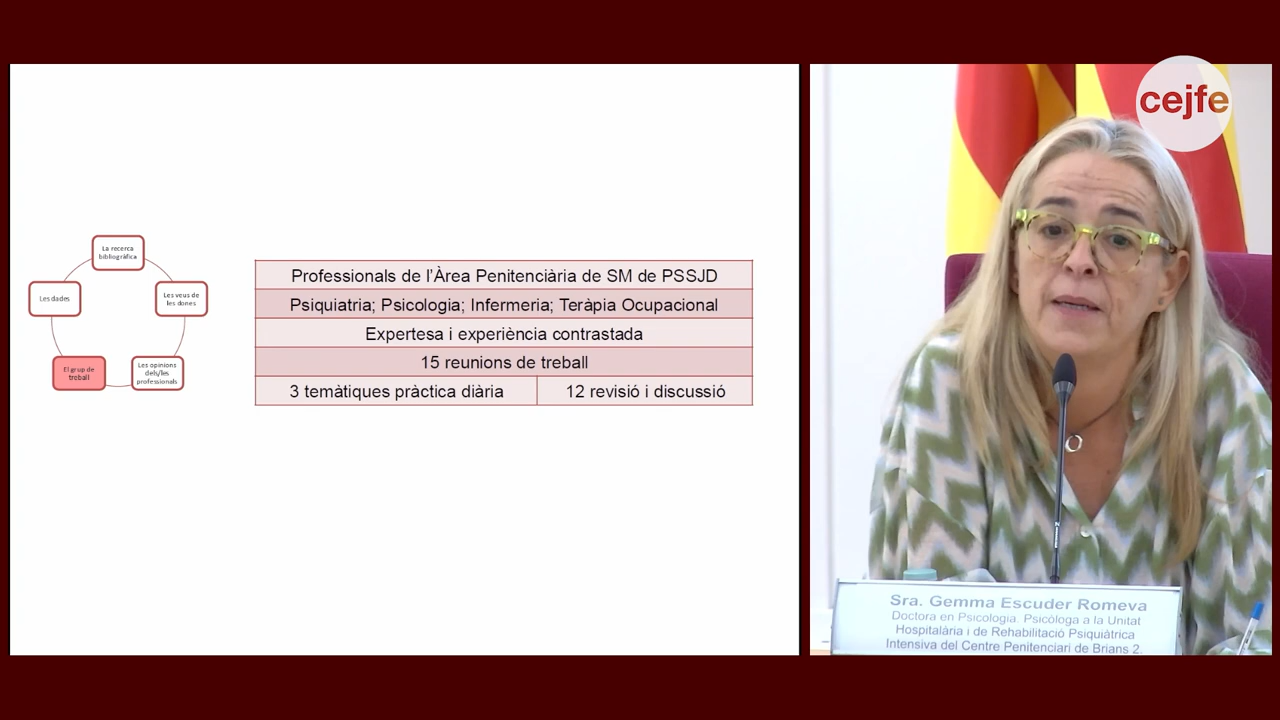 La recerca
bibliogràfica
Les dades
Les veus de
les dones
El grup de
treball
Les opinions
dels/les
professionals
Professionals de l'Àrea Penitenciària de SM de PSSJD
Psiquiatria; Psicologia; Infermeria; Teràpia Ocupacional
Expertesa i experiència contrastada
15 reunions de treball
3 temàtiques pràctica diària
12 revisió i discussió
cejfe
Sra. Gemma Escuder Romeva
Doctora en Psicologia. Psicòloga a la Unitat
Hospitalària i de Rehabilitació Psiquiàtrica
Intensiva del Centre Penitenciari de Brians 2.